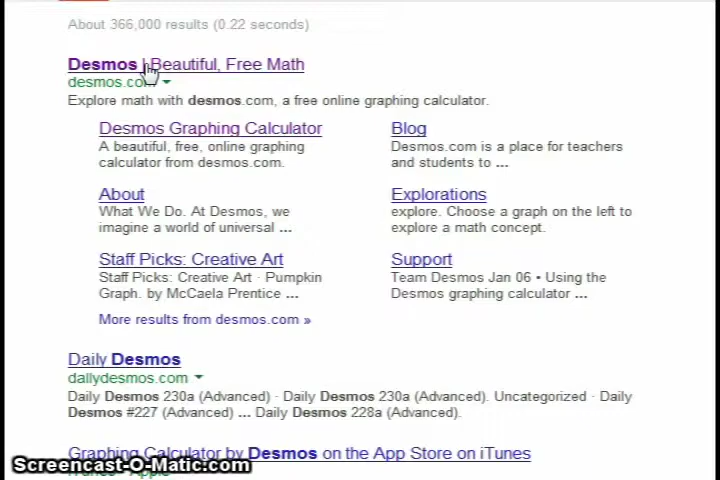 About 366,000 results (0.22 seconds)
Desmos | Beautiful, Free Math
desmos.com
Explore math with desmos.com, a free online graphing calculator.
Desmos Graphing Calculator
A beautiful, free, online graphing
calculator from desmos.com.
Blog
Desmos.com is a place for teachers
and students to ...
About
What We Do. At Desmos, we
imagine a world of universal ...
Explorations
explore. Choose a graph on the left to
explore a math concept.
Staff Picks: Creative Art
Staff Picks: Creative Art · Pumpkin
Graph. by McCaela Prentice ...
Support
Team Desmos Jan 06 • Using the
Desmos graphing calculator ...
More results from desmos.com »
Daily Desmos
dailydesmos.com
Daily Desmos 230a (Advanced) · Daily Desmos 230a (Advanced). Uncategorized · Daily
Desmos #227 (Advanced) ... Daily Desmos 228a (Advanced).
Graphing Calculator by Desmos on the App Store on iTunes
Screencast-O-Matic.com